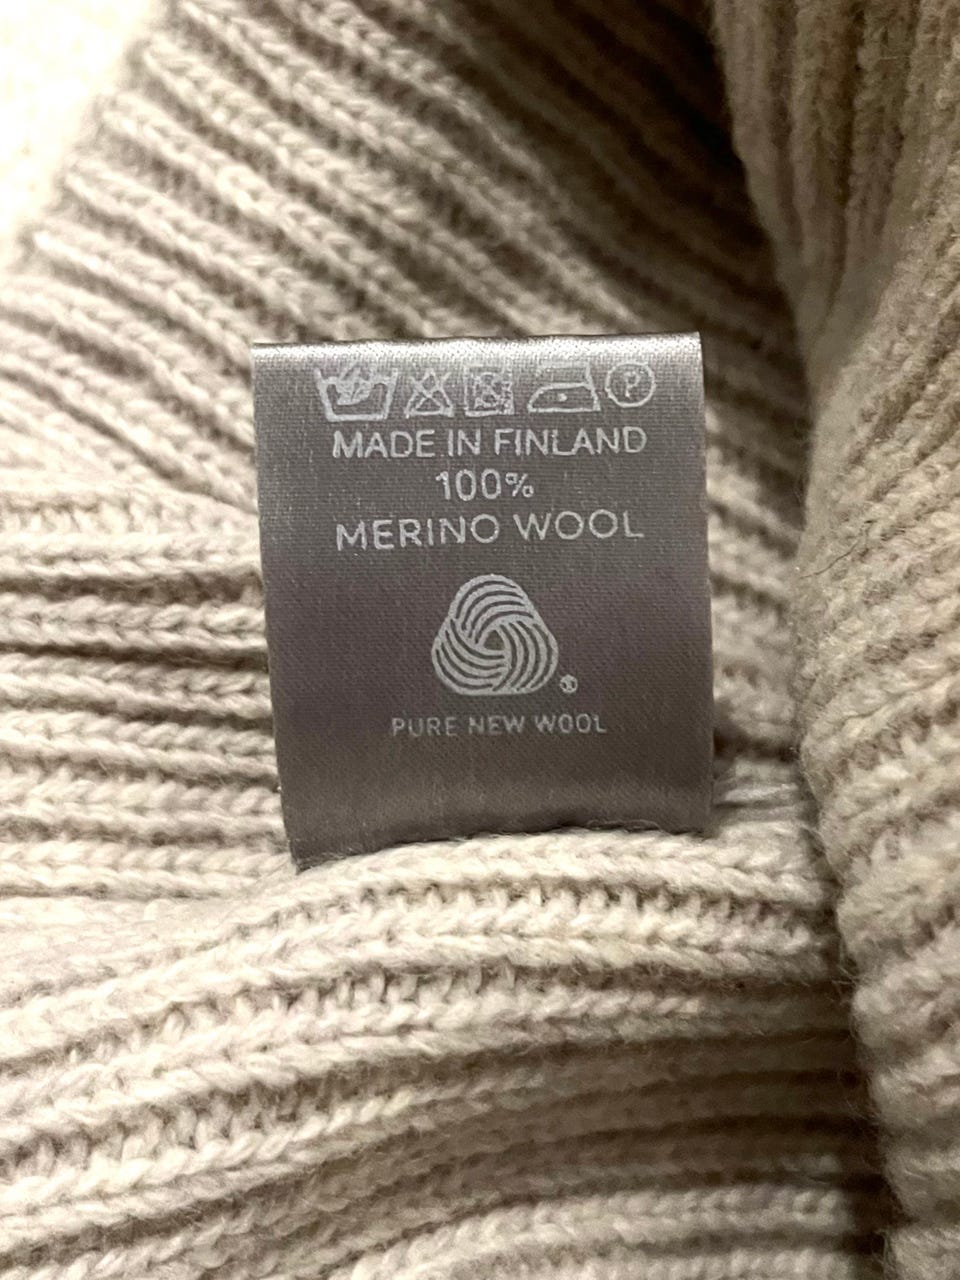 P
MADE IN FINLAND
100%
MERINO WOOL
®
PURE NEW WOOL